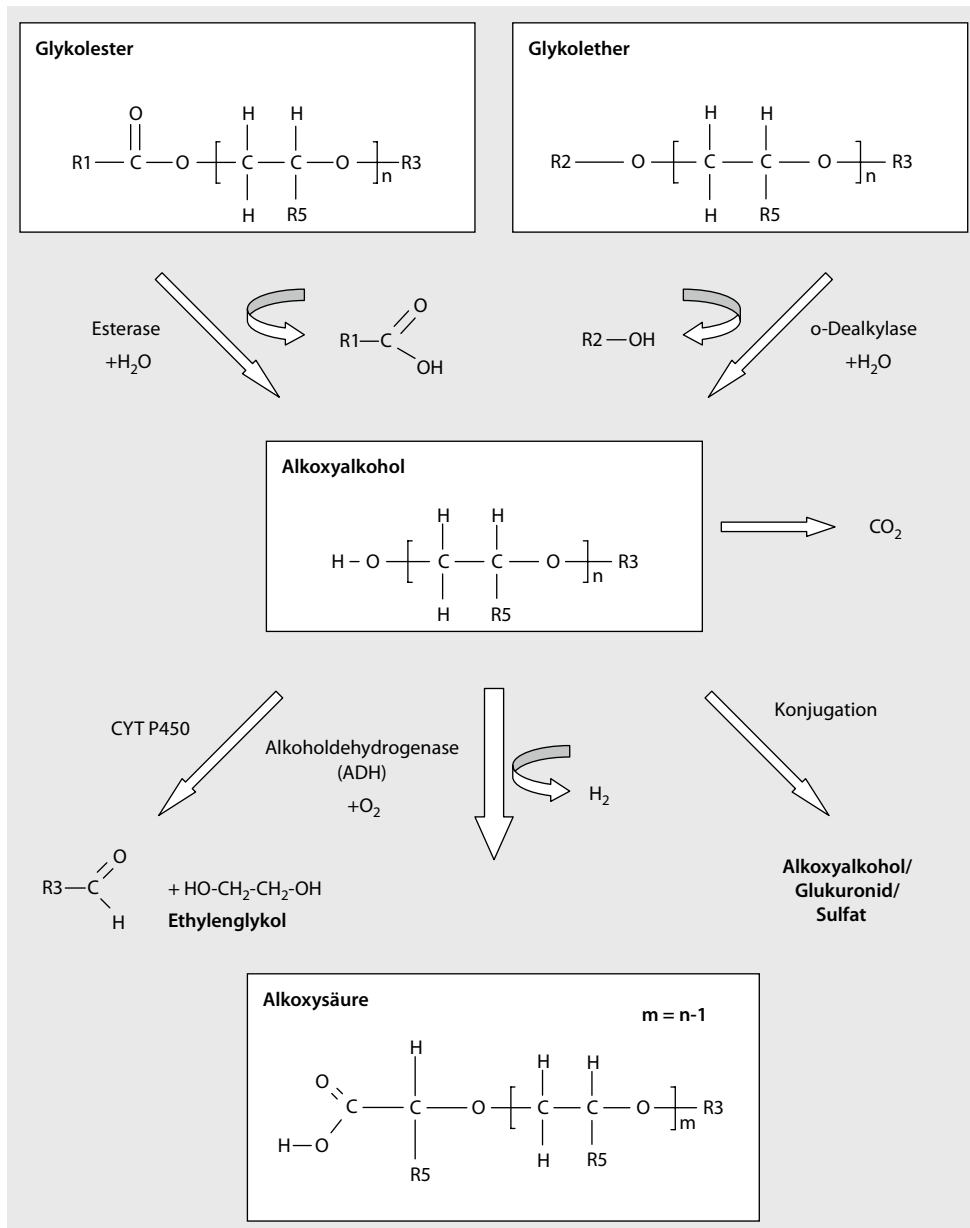 Glykolester
O
H H
R1 C O C C O n R3
H R5
Glykolether
H H
R2 O C C O n R3
H R5
Esterase
+H₂O
O
R1 C
OH
R2 OH
o-Dealkylase
+H₂O
Alkoxyalkohol
H H
H O C C O n R3
H R5
CO₂
CYT P450
Alkoholdehydrogenase
(ADH)
+O₂
H₂
Konjugation
O
R3 C
H
+ HO-CH₂-CH₂-OH
Ethylenglykol
Alkoxyalkohol/
Glukuronid/
Sulfat
Alkoxysäure
m = n-1
H H H
O
C C O C C O m R3
H O
R5 H R5